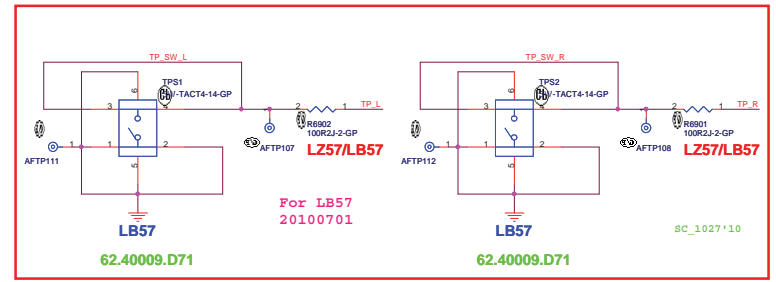 TP_SW_L
TPS1
-TACT4-14-GP
6
3
4
2
1
TP_L
R6902
100R2J-2-GP
AFTP111
1
1
2
5
AFTP107
LZ57/LB57
For LB57
20100701
LB57
62.40009.D71
TP_SW_R
TPS2
-TACT4-14-GP
6
3
4
2
1
TP_R
R6901
100R2J-2-GP
AFTP112
1
1
2
5
AFTP108
LZ57/LB57
SC_1027'10
LB57
62.40009.D71